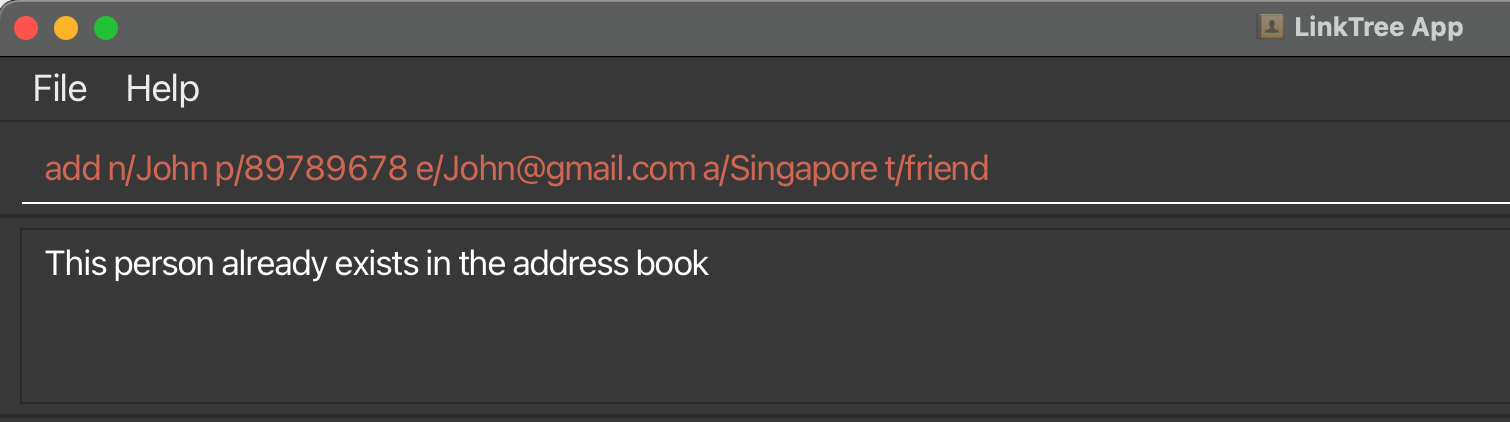 LinkTree App
File Help
add n/John p/89789678 e/John@gmail.com a/Singapore t/friend
This person already exists in the address book